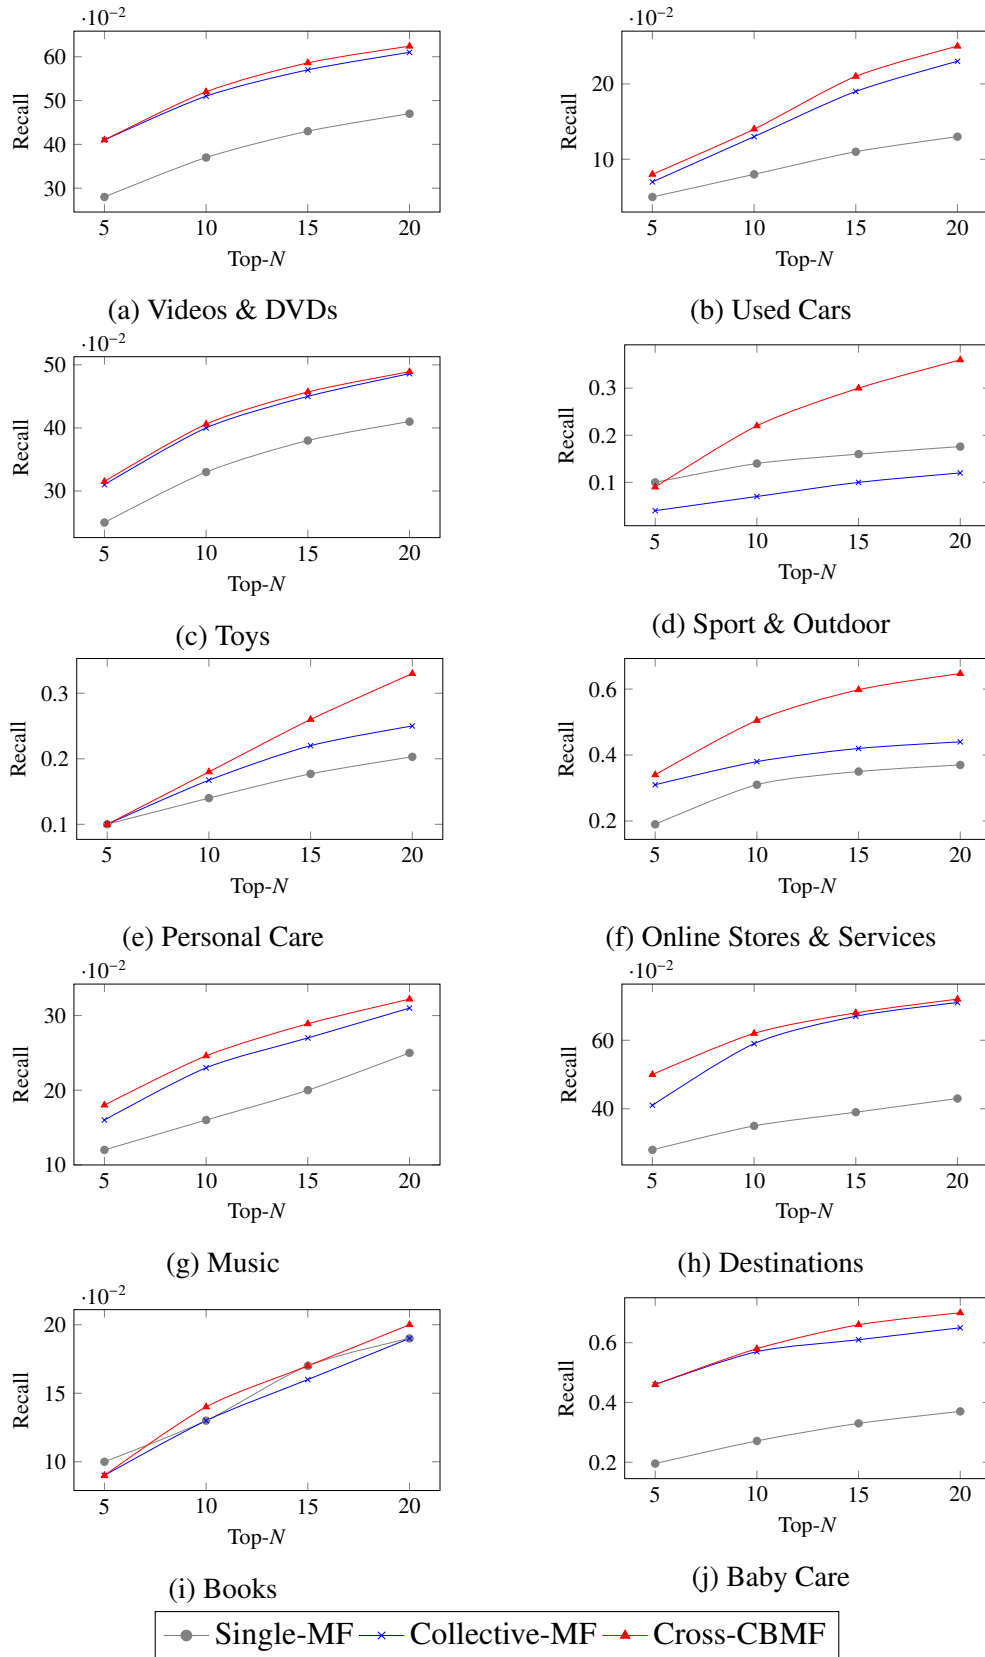 ·10⁻²
60
50
40
30
Recall
5 10 15 20
Top-N
(a) Videos & DVDs
·10⁻²
20
10
Recall
5 10 15 20
Top-N
(b) Used Cars
·10⁻²
50
40
30
Recall
5 10 15 20
Top-N
(c) Toys
0.3
0.2
0.1
Recall
5 10 15 20
Top-N
(d) Sport & Outdoor
0.3
0.2
0.1
Recall
5 10 15 20
Top-N
(e) Personal Care
0.6
0.4
0.2
Recall
5 10 15 20
Top-N
(f) Online Stores & Services
·10⁻²
30
20
10
Recall
5 10 15 20
Top-N
(g) Music
·10⁻²
60
40
Recall
5 10 15 20
Top-N
(h) Destinations
·10⁻²
20
15
10
Recall
5 10 15 20
Top-N
(i) Books
0.6
0.4
0.2
Recall
5 10 15 20
Top-N
(j) Baby Care
Single-MF Collective-MF Cross-CBMF